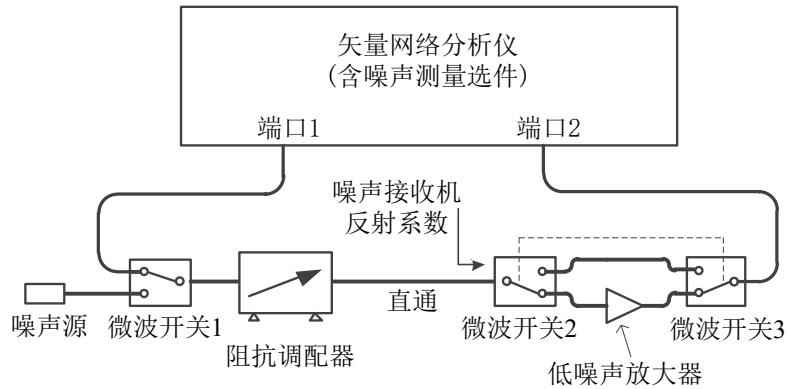 矢量网络分析仪
(含噪声测量选件)
端口1
端口2
噪声接收机
反射系数
直通
噪声源
微波开关1
阻抗调配器
微波开关2
微波开关3
低噪声放大器